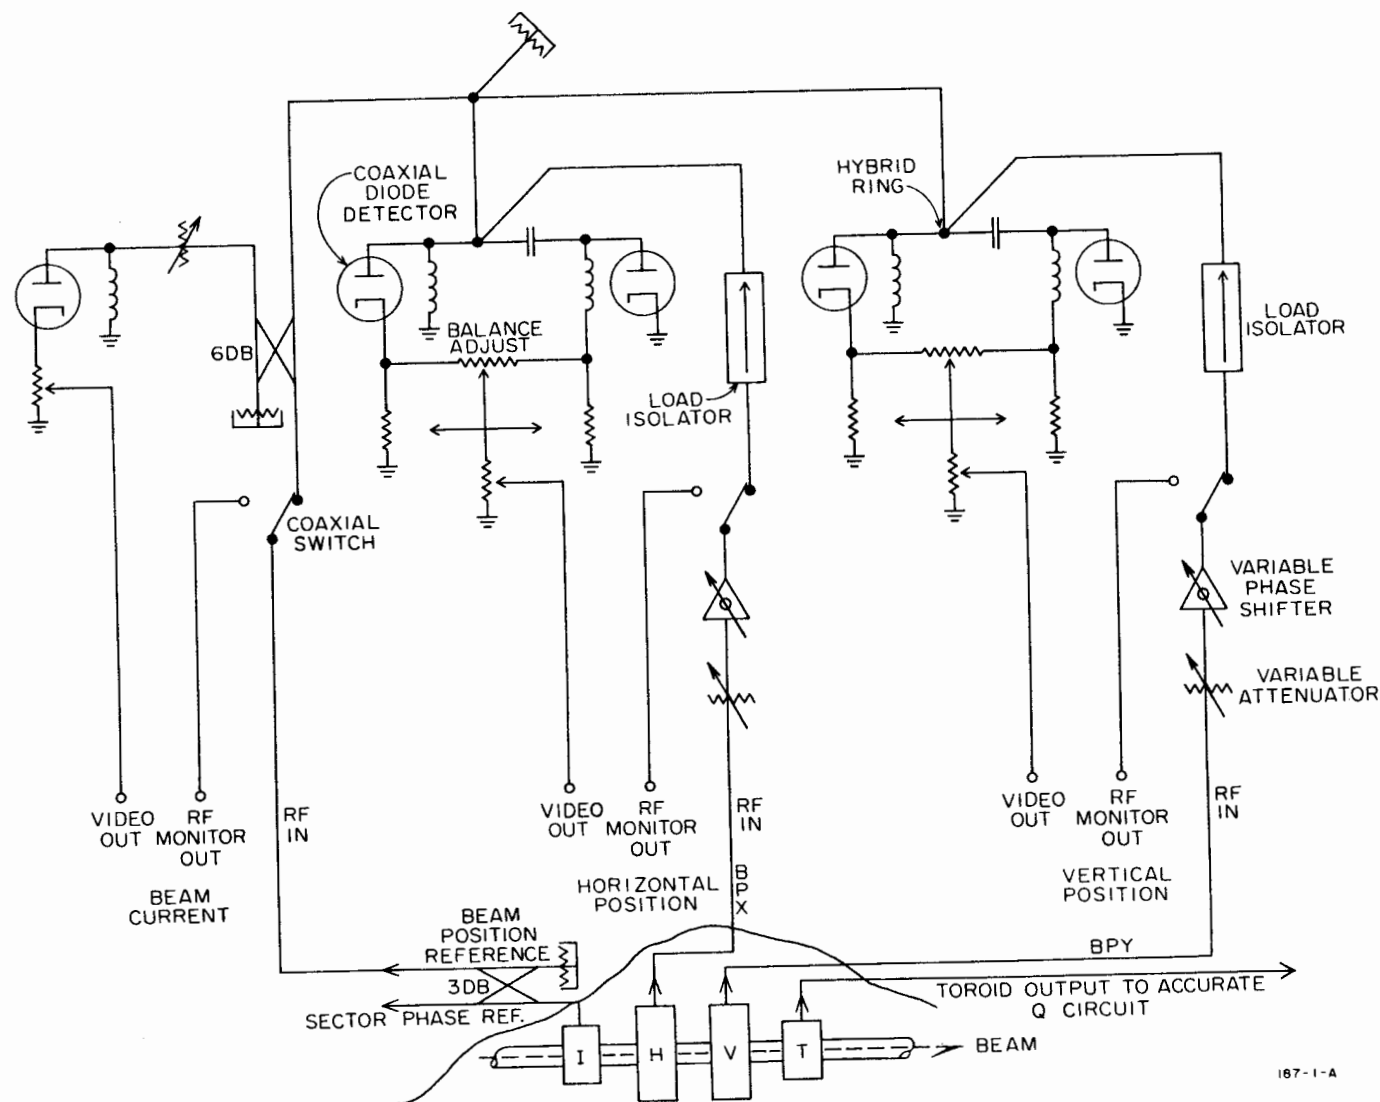 COAXIAL
DIODE
DETECTOR
HYBRID
RING
6DB
BALANCE
ADJUST
LOAD
ISOLATOR
LOAD
ISOLATOR
COAXIAL
SWITCH
VARIABLE
PHASE
SHIFTER
VARIABLE
ATTENUATOR
VIDEO
OUT
RF
MONITOR
OUT
RF
IN
BEAM
CURRENT
VIDEO
OUT
RF
MONITOR
OUT
RF
IN
HORIZONTAL
POSITION
BPX
VIDEO
OUT
RF
MONITOR
OUT
RF
IN
VERTICAL
POSITION
BEAM
POSITION
REFERENCE
3DB
SECTOR PHASE REF.
BPY
TOROID OUTPUT TO ACCURATE
Q CIRCUIT
I
H
V
T
BEAM
187-1-A